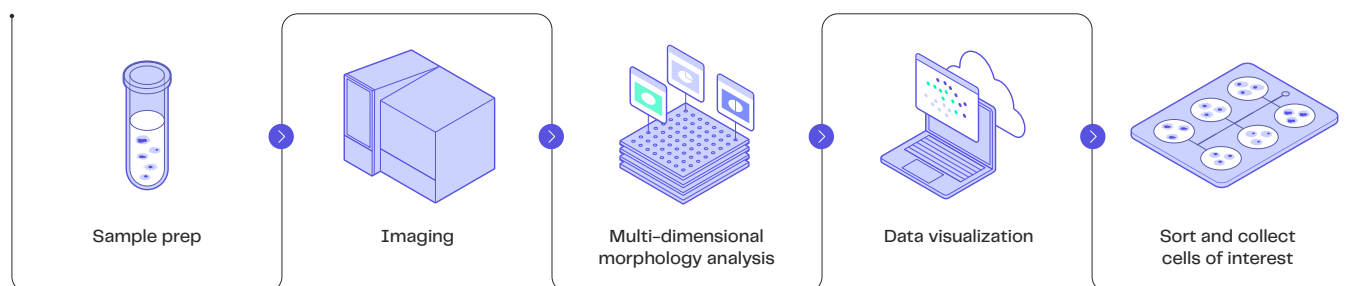 Sample prep
Imaging
Multi-dimensional
morphology analysis
Data visualization
Sort and collect
cells of interest